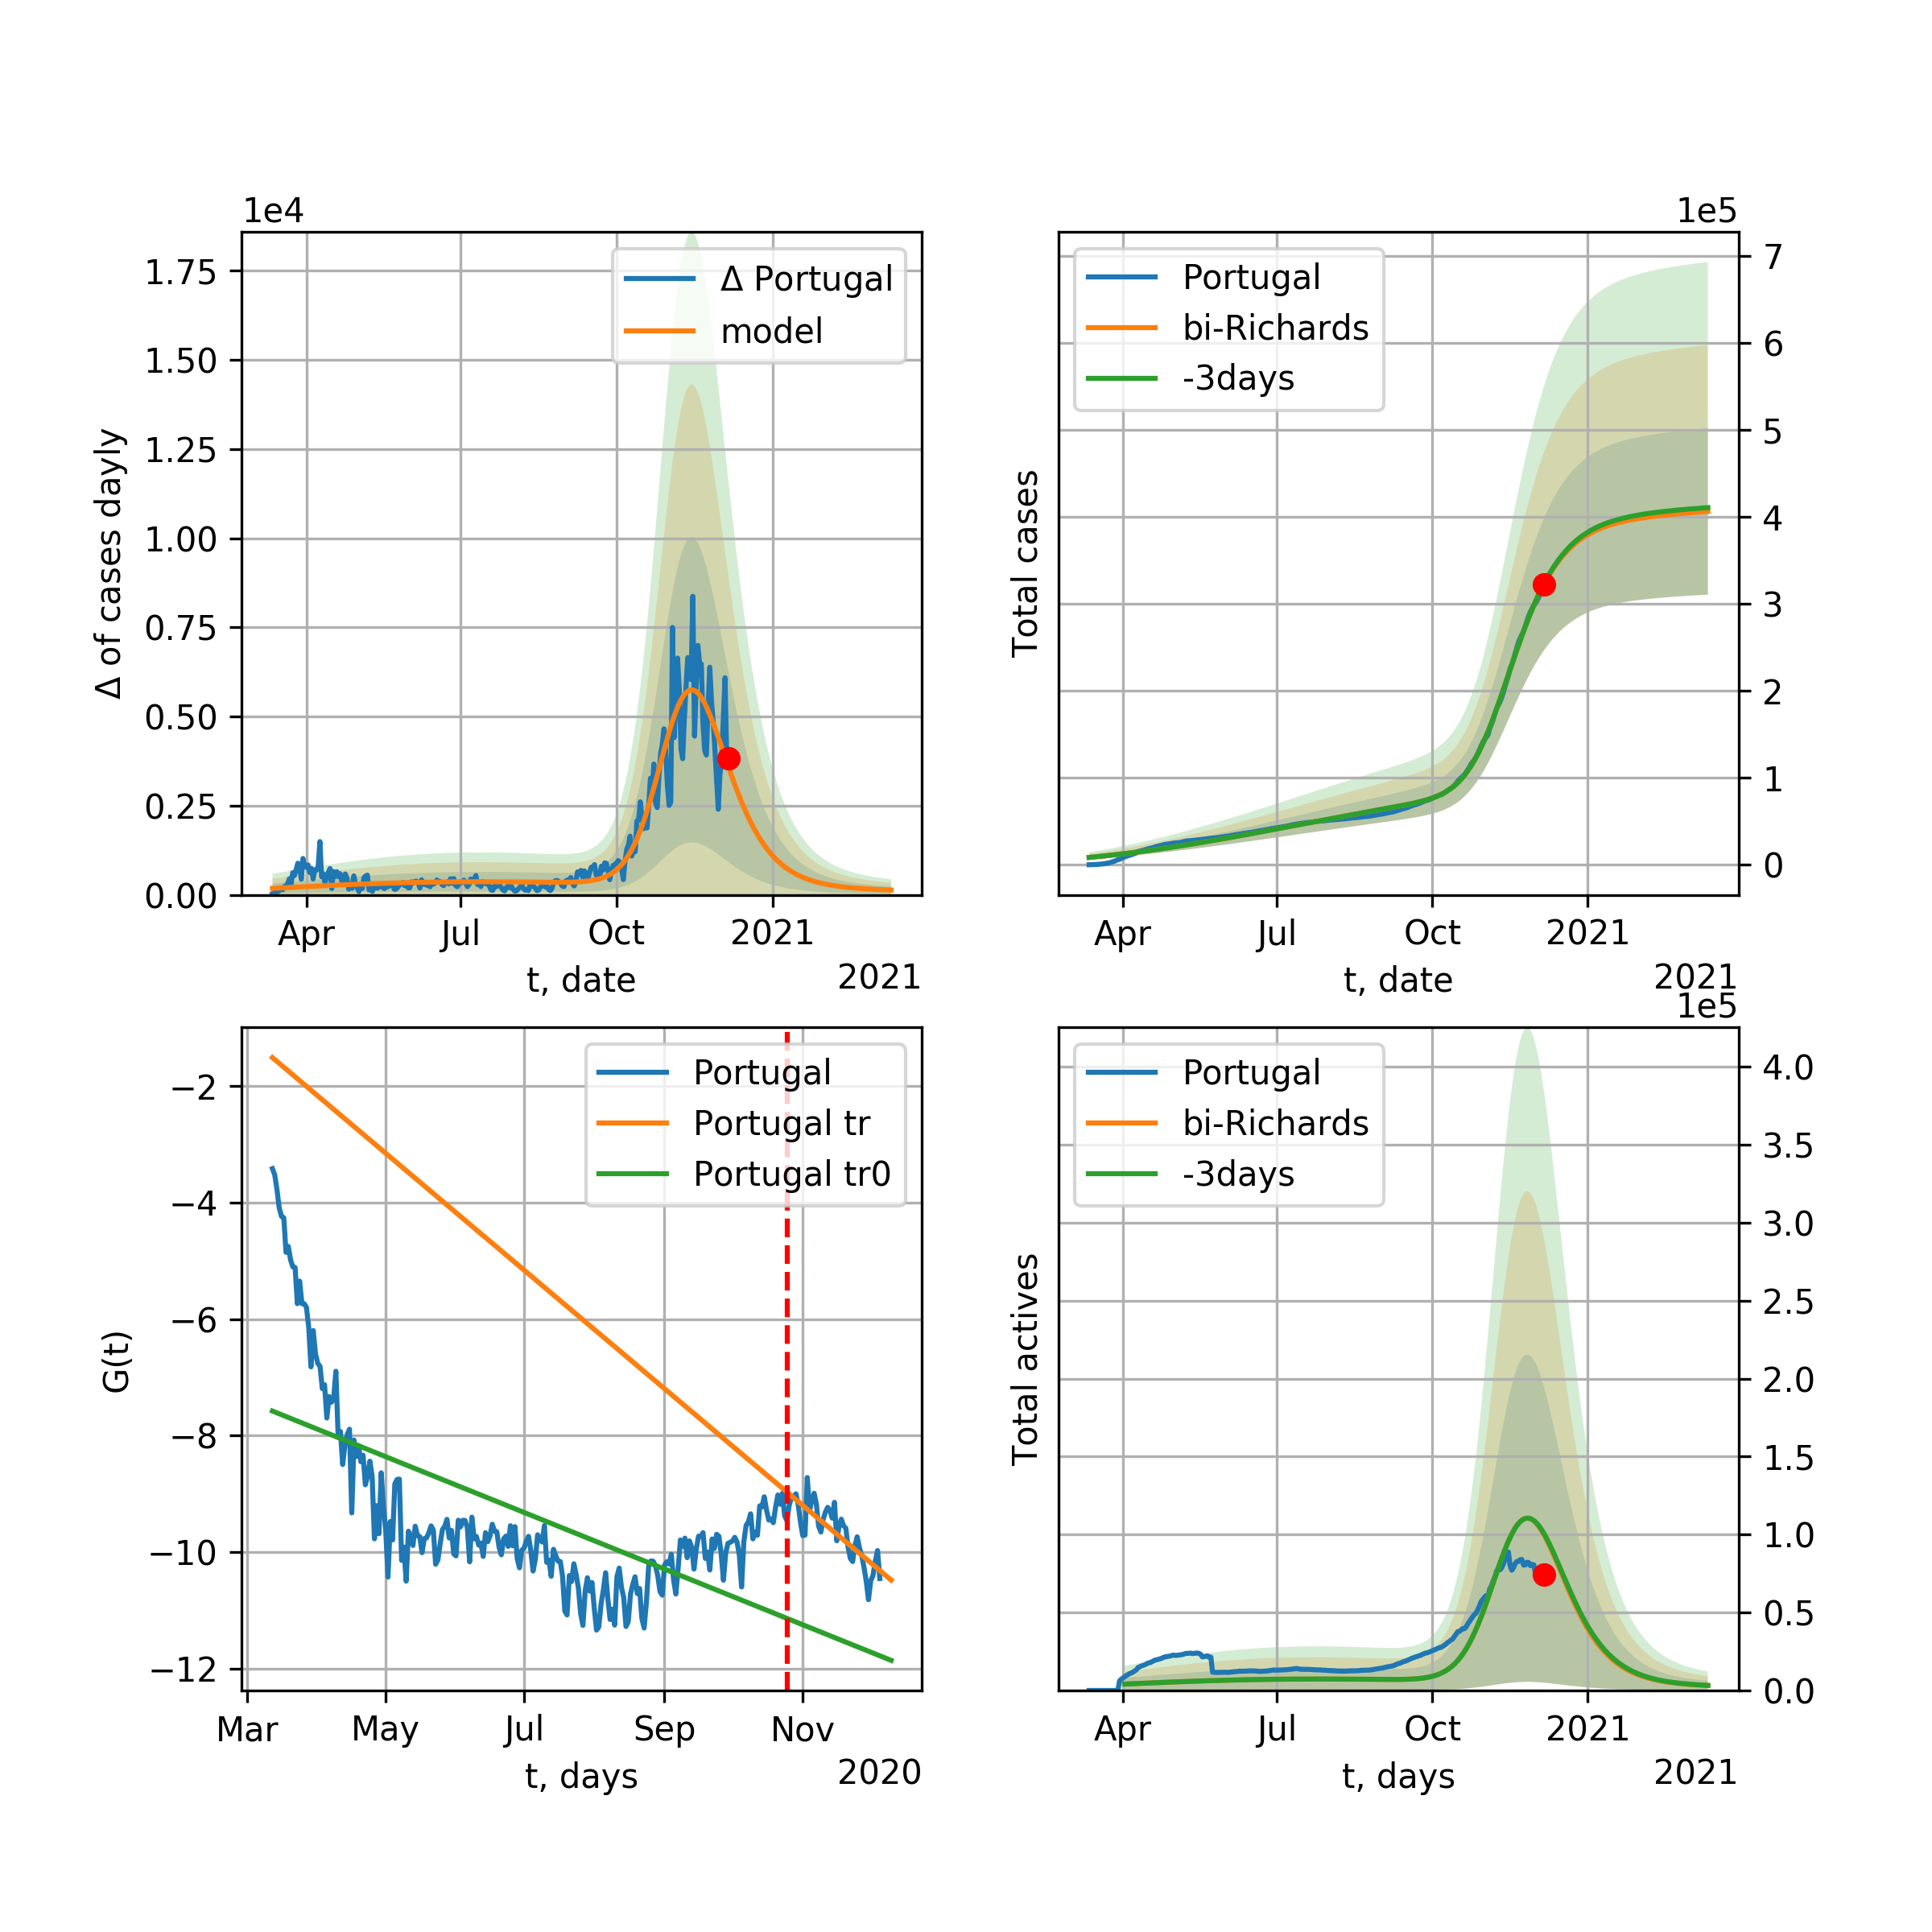 1e4
Δ of cases dayly
1.75
1.50
1.25
1.00
0.75
0.50
0.25
0.00
Δ Portugal
model
Apr Jul Oct 2021
t, date
2021
1e5
Total cases
Portugal
bi-Richards
-3days
7
6
5
4
3
2
1
0
Apr Jul Oct 2021
t, date
2021
G(t)
−2
−4
−6
−8
−10
−12
Portugal
Portugal tr
Portugal tr0
Mar May Jul Sep Nov
t, days
2020
1e5
Total actives
Portugal
bi-Richards
-3days
4.0
3.5
3.0
2.5
2.0
1.5
1.0
0.5
0.0
Apr Jul Oct 2021
t, days
2021